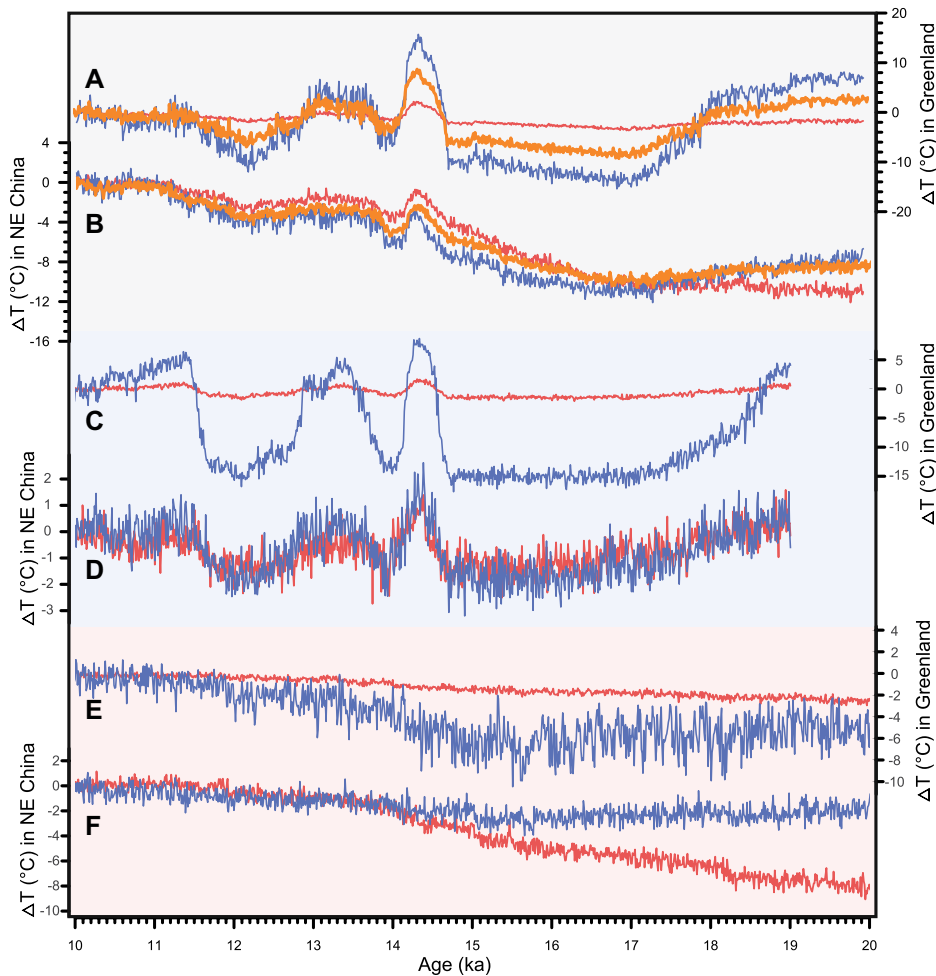 A
B
C
D
E
F
ΔT (°C) in Greenland
20
10
0
-10
-20
ΔT (°C) in NE China
4
0
-4
-8
-12
-16
ΔT (°C) in Greenland
5
0
-5
-10
-15
ΔT (°C) in NE China
2
1
0
-1
-2
-3
ΔT (°C) in Greenland
4
2
0
-2
-4
-6
-8
-10
ΔT (°C) in NE China
2
0
-2
-4
-6
-8
-10
10 11 12 13 14 15 16 17 18 19 20
Age (ka)